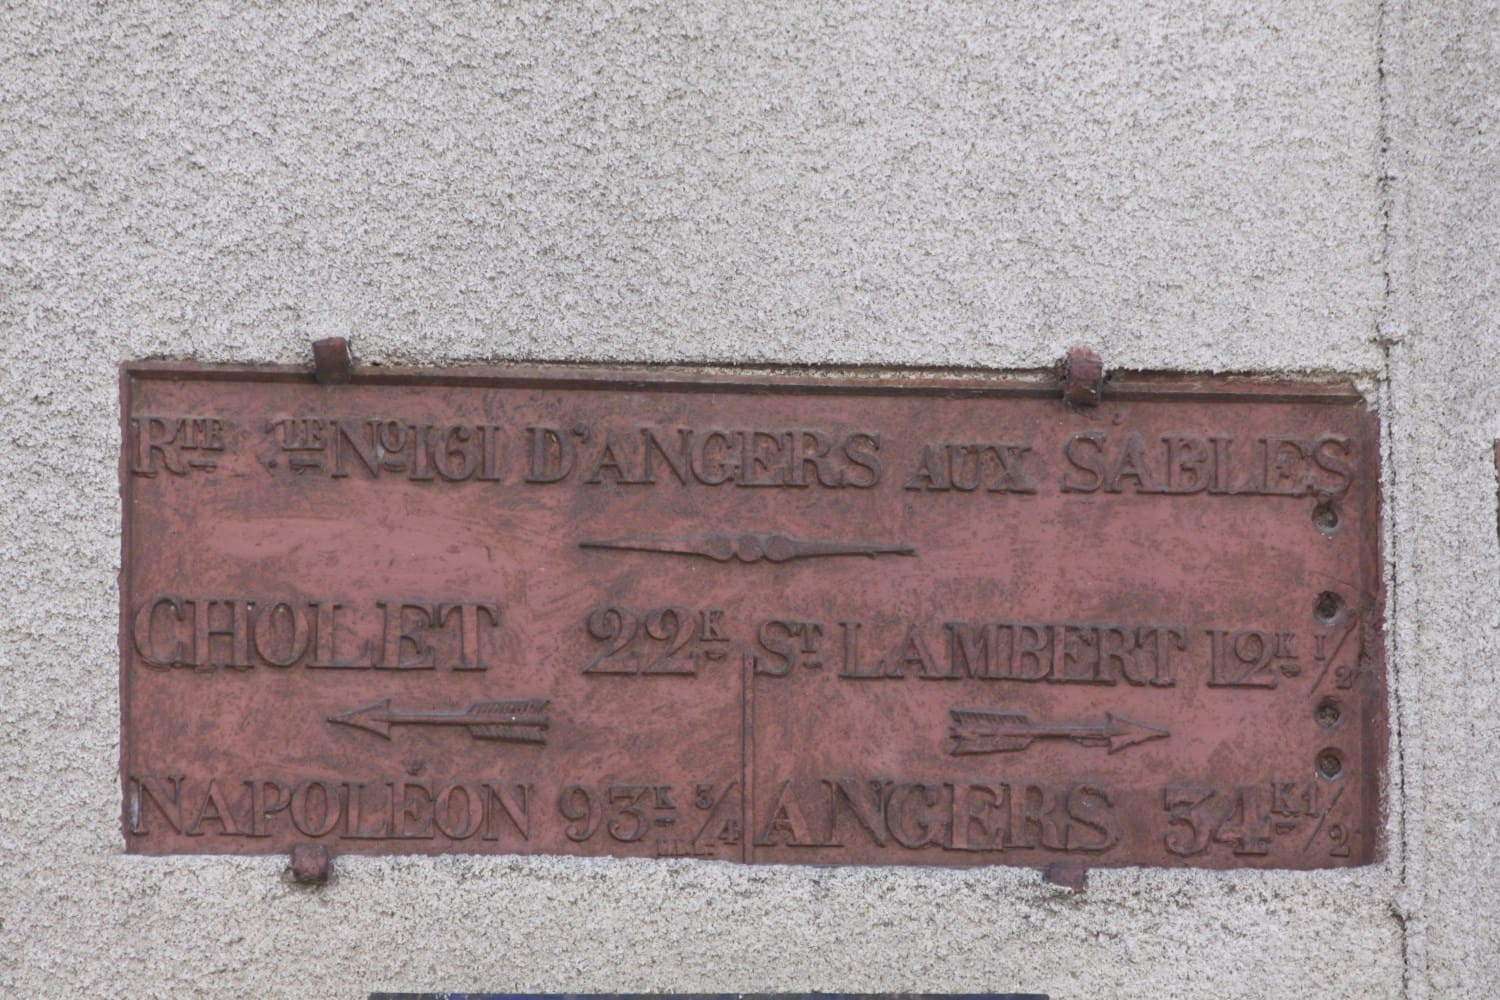 RTE TE No 161 D'ANGERS AUX SABLES
CHOLET 22K ST LAMBERT 12K 1/2
NAPOLÉON 93K 3/4 ANGERS 34K 1/2